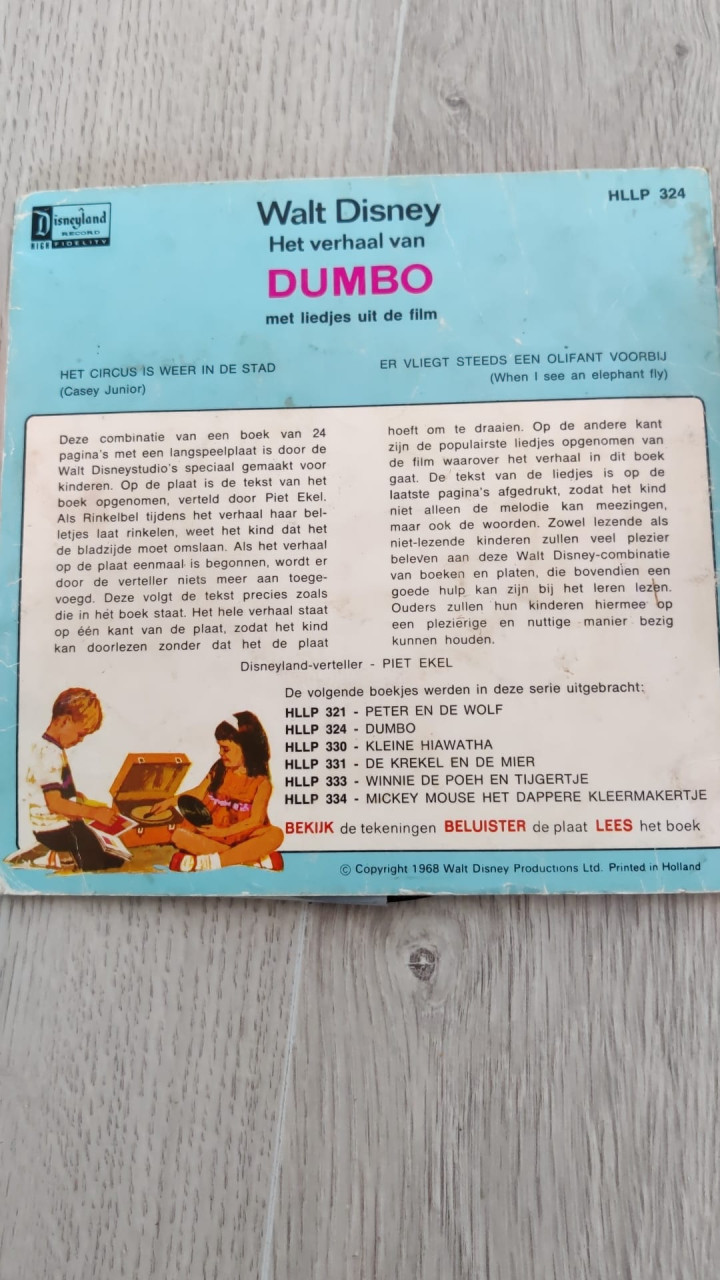 Disneyland
RECORD
HIGH FIDELITY
HLLP 324
Walt Disney
Het verhaal van
DUMBO
met liedjes uit de film
HET CIRCUS IS WEER IN DE STAD
(Casey Junior)
ER VLIEGT STEEDS EEN OLIFANT VOORBIJ
(When I see an elephant fly)
Deze combinatie van een boek van 24
pagina's met een langspeelplaat is door de
Walt Disneystudio's speciaal gemaakt voor
kinderen. Op de plaat is de tekst van het
boek opgenomen, verteld door Piet Ekel.
Als Rinkelbel tijdens het verhaal haar bel-
letjes laat rinkelen, weet het kind dat het
de bladzijde moet omslaan. Als het verhaal
op de plaat eenmaal is begonnen, wordt er
door de verteller niets meer aan toege-
voegd. Deze volgt de tekst precies zoals
die in het boek staat. Het hele verhaal staat
op één kant van de plaat, zodat het kind
kan doorlezen zonder dat het de plaat
hoeft om te draaien. Op de andere kant
zijn de populairste liedjes opgenomen van
de film waarover het verhaal in dit boek
gaat. De tekst van de liedjes is op de
laatste pagina's afgedrukt, zodat het kind
niet alleen de melodie kan meezingen,
maar ook de woorden. Zowel lezende als
niet-lezende kinderen zullen veel plezier
beleven aan deze Walt Disney-combinatie
van boeken en platen, die bovendien een
goede hulp kan zijn bij het leren lezen.
Ouders zullen hun kinderen hiermee op
een plezierige en nuttige manier bezig
kunnen houden.
Disneyland-verteller - PIET EKEL
De volgende boekjes werden in deze serie uitgebracht:
HLLP 321 - PETER EN DE WOLF
HLLP 324 - DUMBO
HLLP 330 - KLEINE HIAWATHA
HLLP 331 - DE KREKEL EN DE MIER
HLLP 333 - WINNIE DE POEH EN TIJGERTJE
HLLP 334 - MICKEY MOUSE HET DAPPERE KLEERMAKERTJE
BEKIJK de tekeningen BELUISTER de plaat LEES het boek
© Copyright 1968 Walt Disney Productions Ltd. Printed in Holland